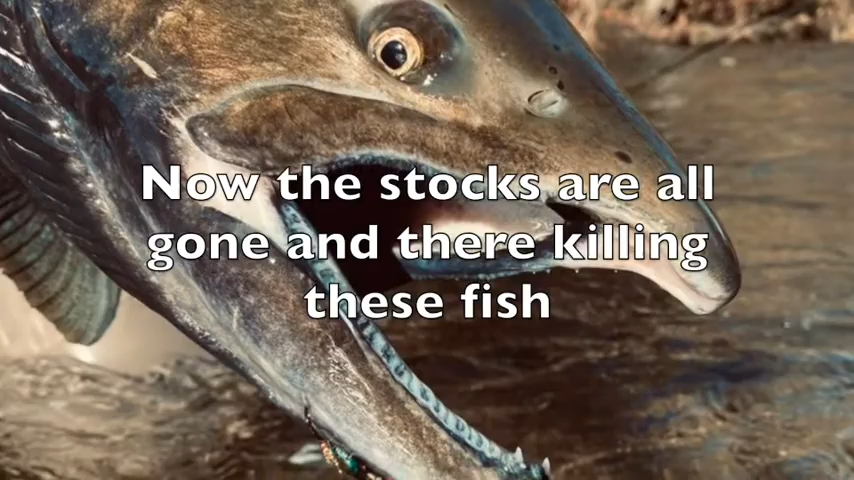 Now the stocks are all
gone and there killing
these fish